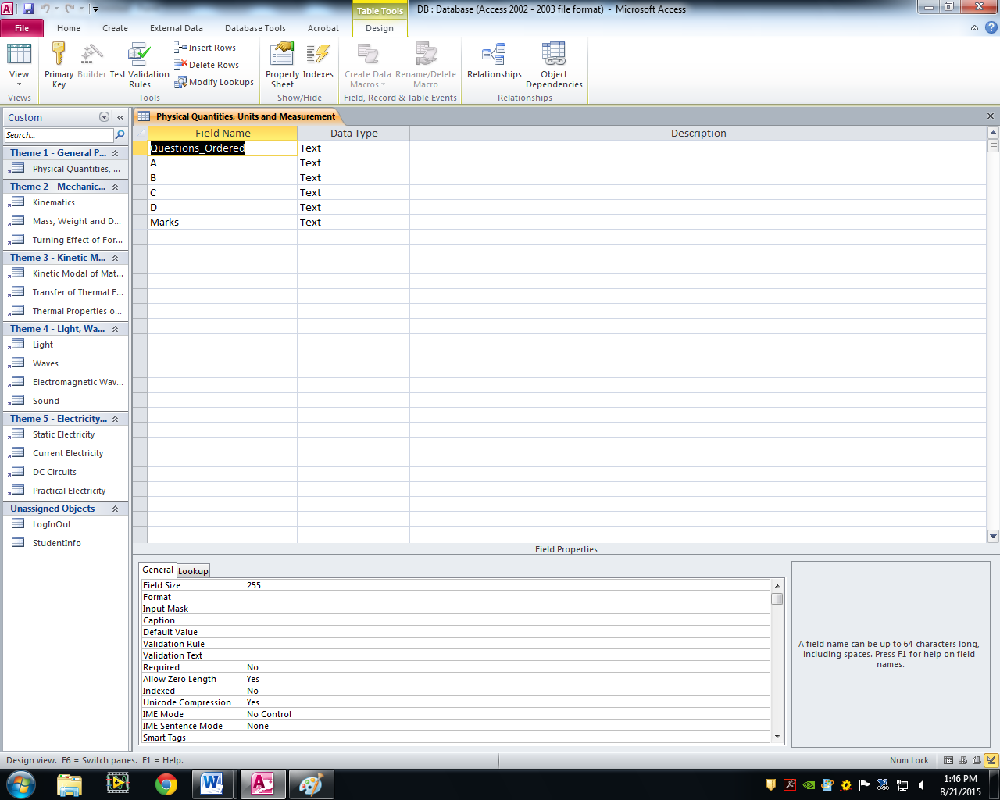 Table Tools
DB : Database (Access 2002 - 2003 file format) - Microsoft Access
File Home Create External Data Database Tools Acrobat Design
View
Primary Key
Builder
Test Validation Rules
Insert Rows
Delete Rows
Modify Lookups
Property Sheet
Indexes
Create Data Macros
Rename/Delete Macro
Relationships
Object Dependencies
Views Tools Show/Hide Field, Record & Table Events Relationships
Custom
Search...
Theme 1 - General P...
Physical Quantities, ...
Theme 2 - Mechanic...
Kinematics
Mass, Weight and D...
Turning Effect of For...
Theme 3 - Kinetic M...
Kinetic Modal of Mat...
Transfer of Thermal E...
Thermal Properties o...
Theme 4 - Light, Wa...
Light
Waves
Electromagnetic Wav...
Sound
Theme 5 - Electricity...
Static Electricity
Current Electricity
DC Circuits
Practical Electricity
Unassigned Objects
LogInOut
StudentInfo
Physical Quantities, Units and Measurement
Field Name Data Type Description
Questions_Ordered Text
A Text
B Text
C Text
D Text
Marks Text
Field Properties
General Lookup
Field Size 255
Format
Input Mask
Caption
Default Value
Validation Rule
Validation Text
Required No
Allow Zero Length Yes
Indexed No
Unicode Compression Yes
IME Mode No Control
IME Sentence Mode None
Smart Tags
A field name can be up to 64 characters long,
including spaces. Press F1 for help on field
names.
Design view. F6 = Switch panes. F1 = Help.
Num Lock
1:46 PM
8/21/2015